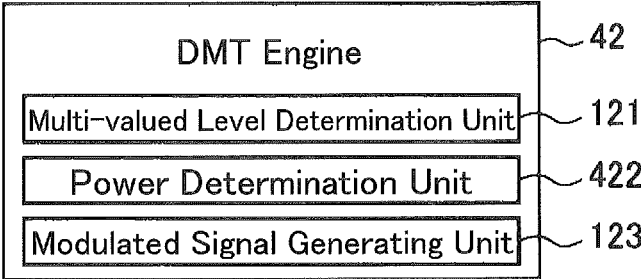 DMT Engine 42
Multi-valued Level Determination Unit 121
Power Determination Unit 422
Modulated Signal Generating Unit 123